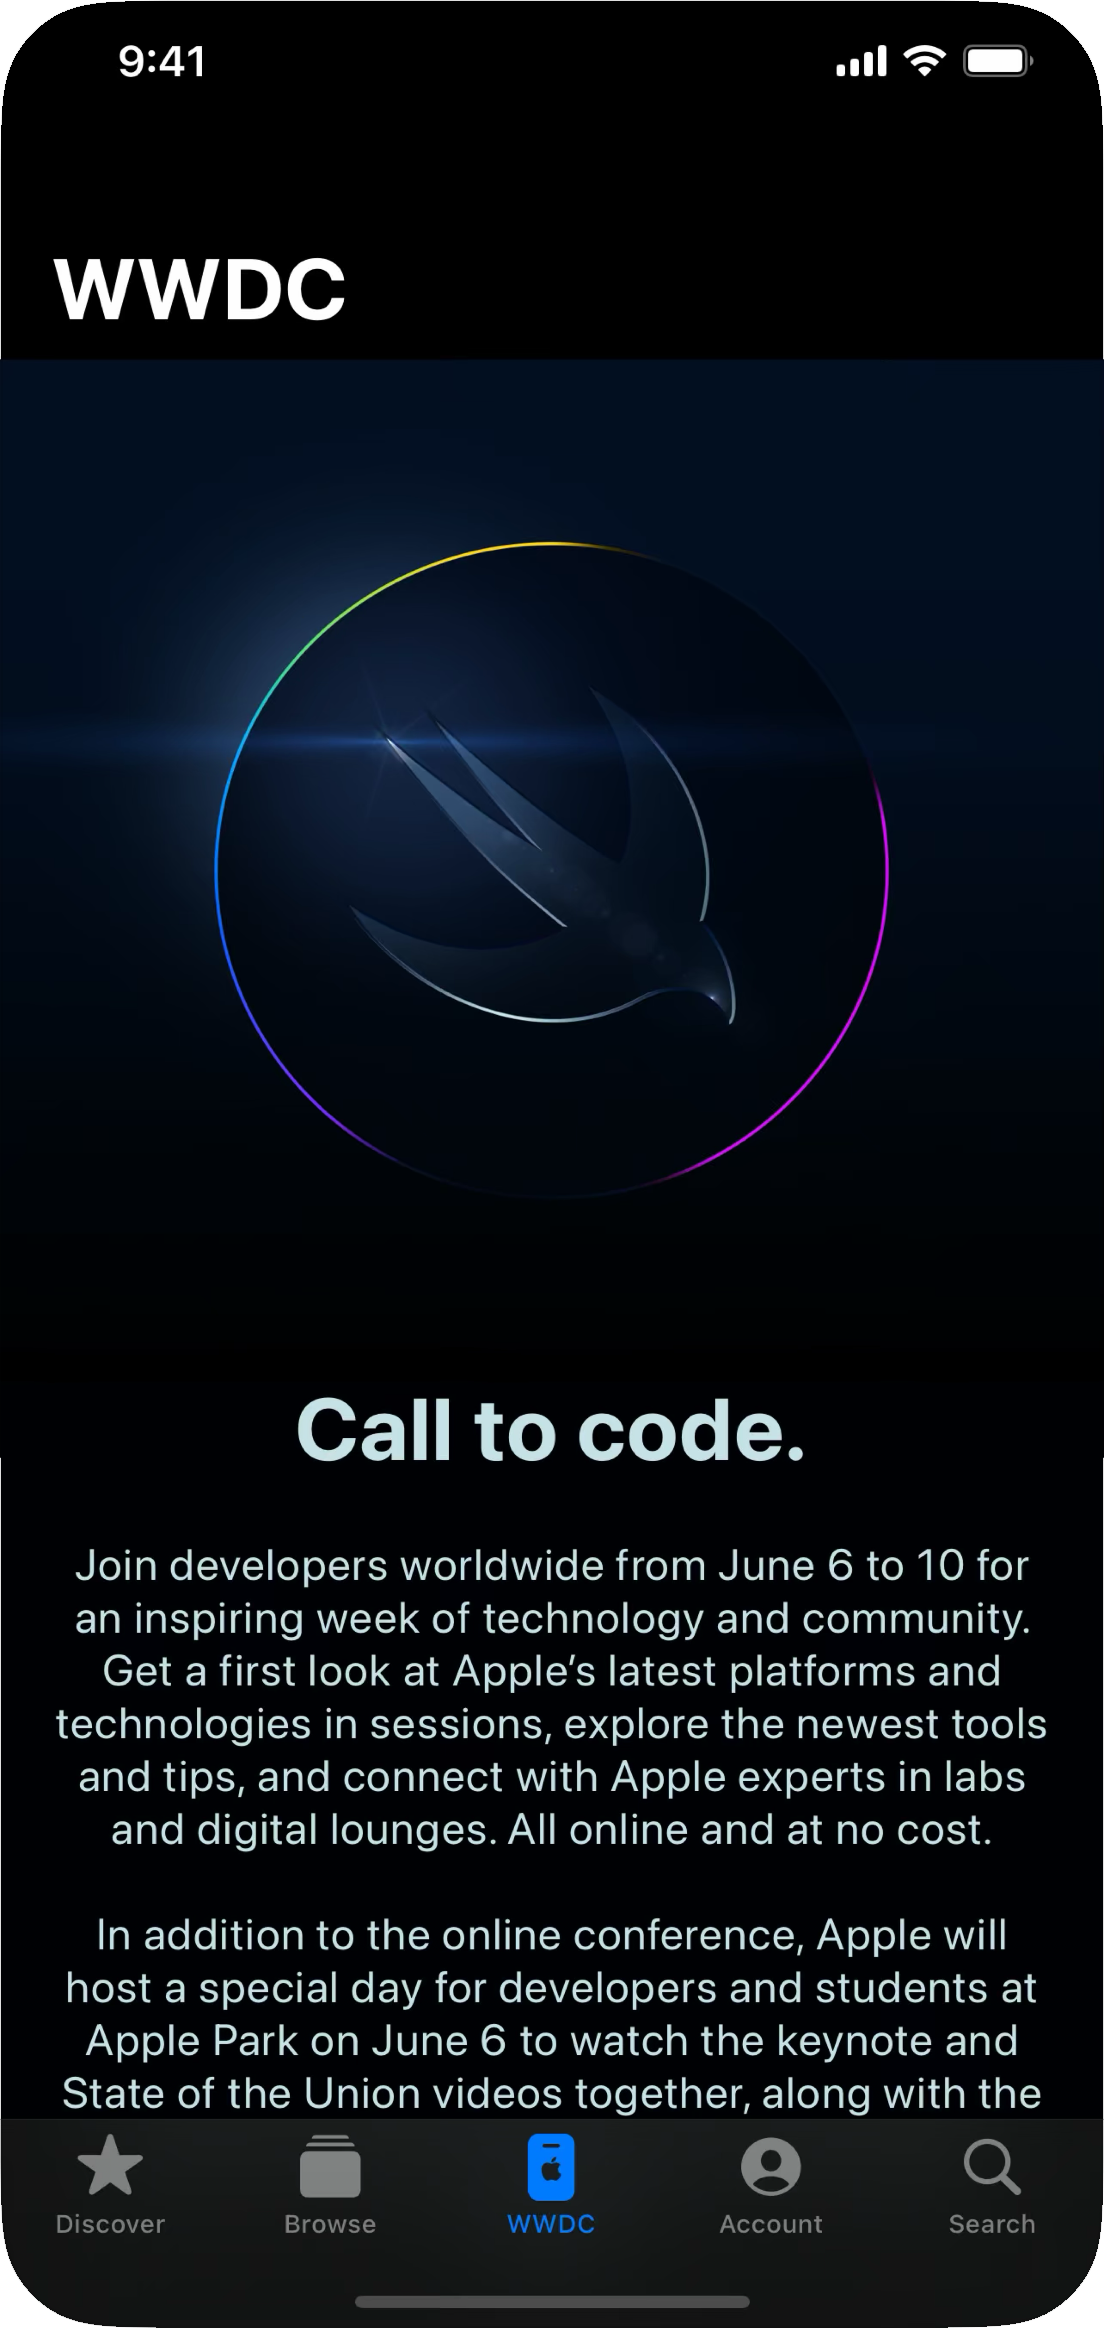 9:41
WWDC
Call to code.
Join developers worldwide from June 6 to 10 for
an inspiring week of technology and community.
Get a first look at Apple’s latest platforms and
technologies in sessions, explore the newest tools
and tips, and connect with Apple experts in labs
and digital lounges. All online and at no cost.
In addition to the online conference, Apple will
host a special day for developers and students at
Apple Park on June 6 to watch the keynote and
State of the Union videos together, along with the
Discover
Browse
WWDC
Account
Search